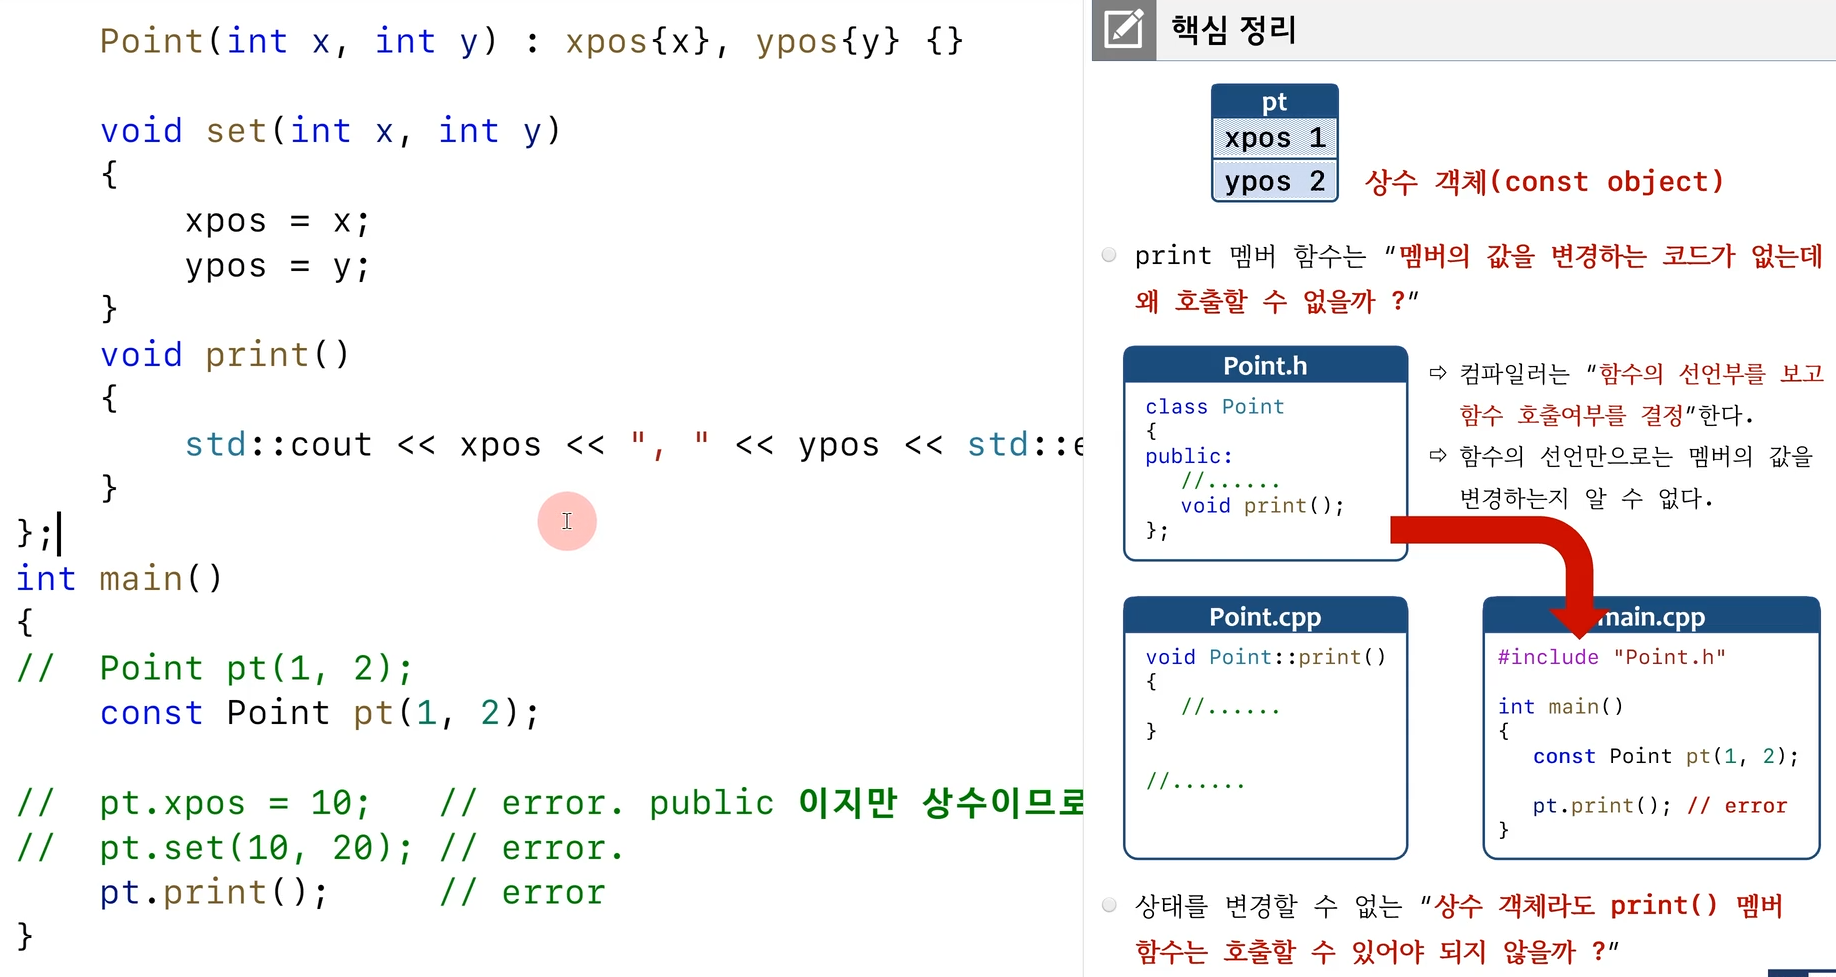 Point(int x, int y) : xpos{x}, ypos{y} {}
void set(int x, int y)
{
xpos = x;
ypos = y;
}
void print()
{
std::cout << xpos << ", " << ypos << std::e
}
};
int main()
{
// Point pt(1, 2);
const Point pt(1, 2);
// pt.xpos = 10; // error. public 이지만 상수이므로
// pt.set(10, 20); // error.
pt.print(); // error
}
핵심 정리
pt
xpos 1
ypos 2
상수 객체(const object)
print 멤버 함수는 “멤버의 값을 변경하는 코드가 없는데
왜 호출할 수 없을까 ?”
Point.h
class Point
{
public:
//......
void print();
};
⇨ 컴파일러는 “함수의 선언부를 보고
함수 호출여부를 결정”한다.
⇨ 함수의 선언만으로는 멤버의 값을
변경하는지 알 수 없다.
Point.cpp
void Point::print()
{
//......
}
//......
main.cpp
#include "Point.h"
int main()
{
const Point pt(1, 2);
pt.print(); // error
}
상태를 변경할 수 없는 “상수 객체라도 print() 멤버
함수는 호출할 수 있어야 되지 않을까 ?”